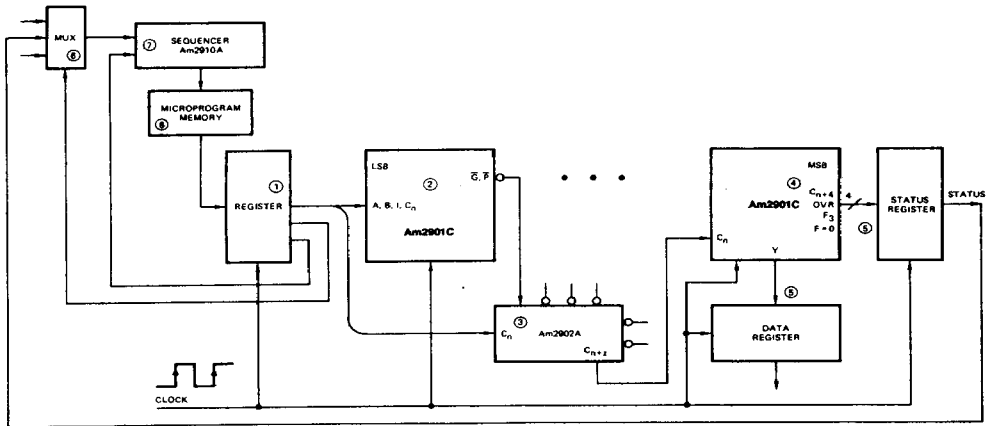 MUX
⑥
⑦ SEQUENCER
Am2910A
MICROPROGRAM
MEMORY
⑧
①
REGISTER
LSB
②
G̅, P̅
A, B, I, Cn
Am2901C
• • •
MSB
④
Cn+4
Am2901C
OVR
F3
F = 0
Cn
Y
4
⑤
STATUS
REGISTER
STATUS
③
Cn
Am2902A
Cn+z
⑤
DATA
REGISTER
CLOCK